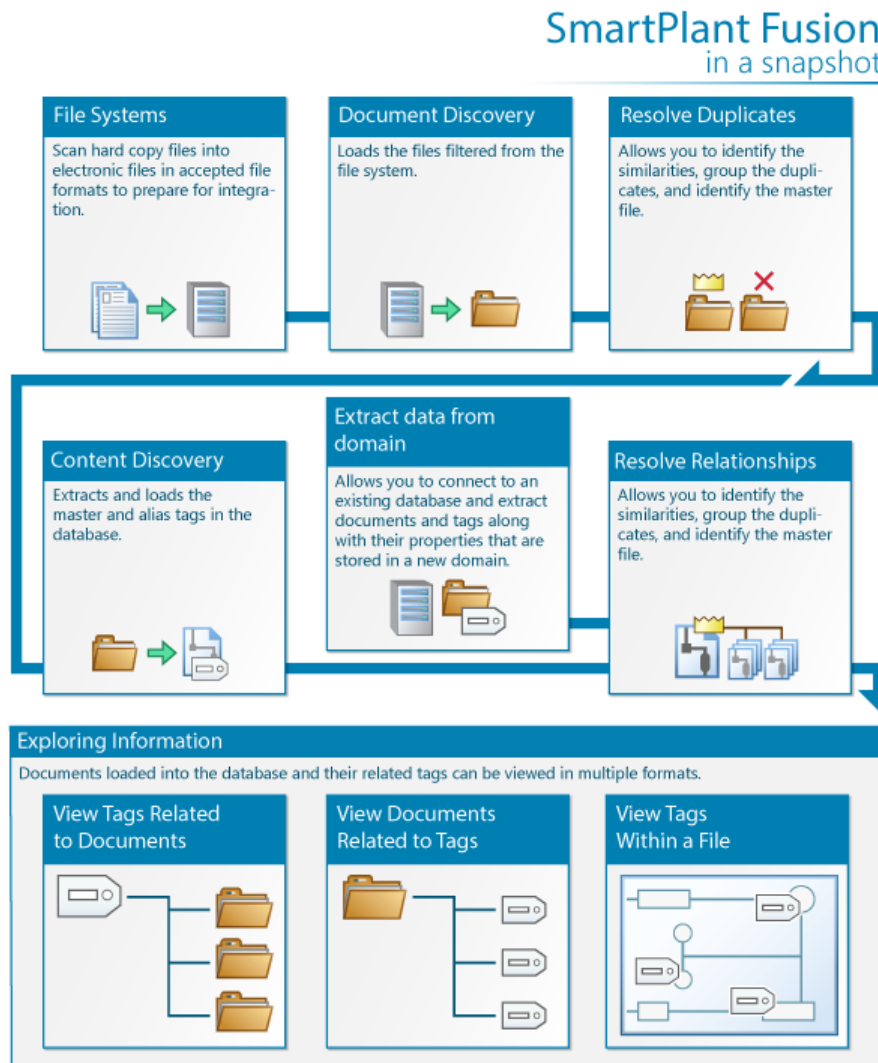 SmartPlant Fusion
in a snapshot
File Systems
Scan hard copy files into
electronic files in accepted file
formats to prepare for integra-
tion.
Document Discovery
Loads the files filtered from the
file system.
Resolve Duplicates
Allows you to identify the
similarities, group the dupli-
cates, and identify the master
file.
Content Discovery
Extracts and loads the
master and alias tags in the
database.
Extract data from
domain
Allows you to connect to an
existing database and extract
documents and tags along
with their properties that are
stored in a new domain.
Resolve Relationships
Allows you to identify the
similarities, group the dupli-
cates, and identify the master
file.
Exploring Information
Documents loaded into the database and their related tags can be viewed in multiple formats.
View Tags Related
to Documents
View Documents
Related to Tags
View Tags
Within a File